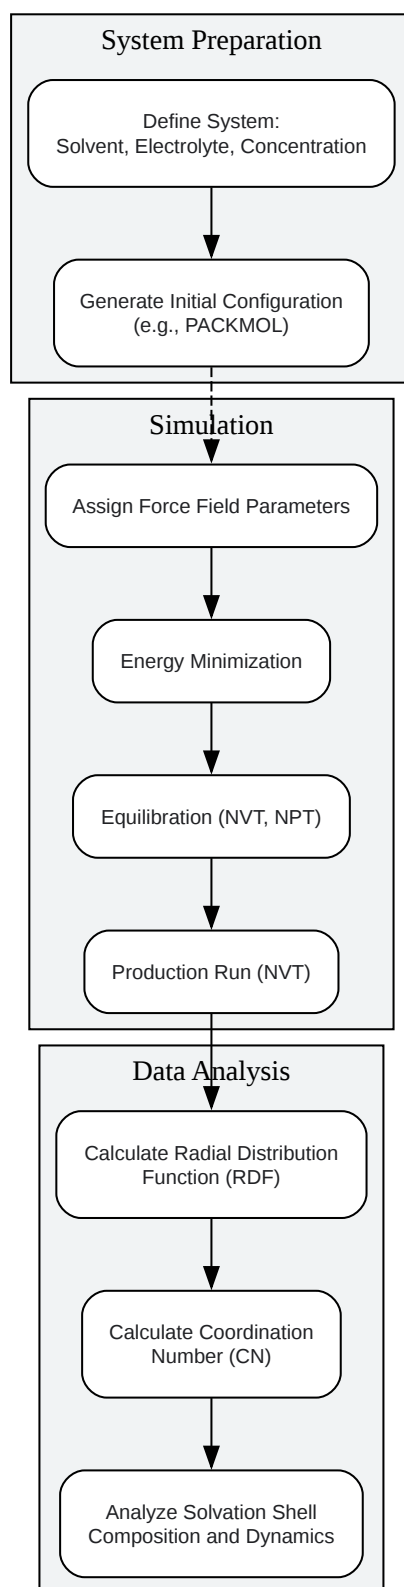 System Preparation
Define System:
Solvent, Electrolyte, Concentration
Generate Initial Configuration
(e.g., PACKMOL)
Simulation
Assign Force Field Parameters
Energy Minimization
Equilibration (NVT, NPT)
Production Run (NVT)
Data Analysis
Calculate Radial Distribution
Function (RDF)
Calculate Coordination
Number (CN)
Analyze Solvation Shell
Composition and Dynamics